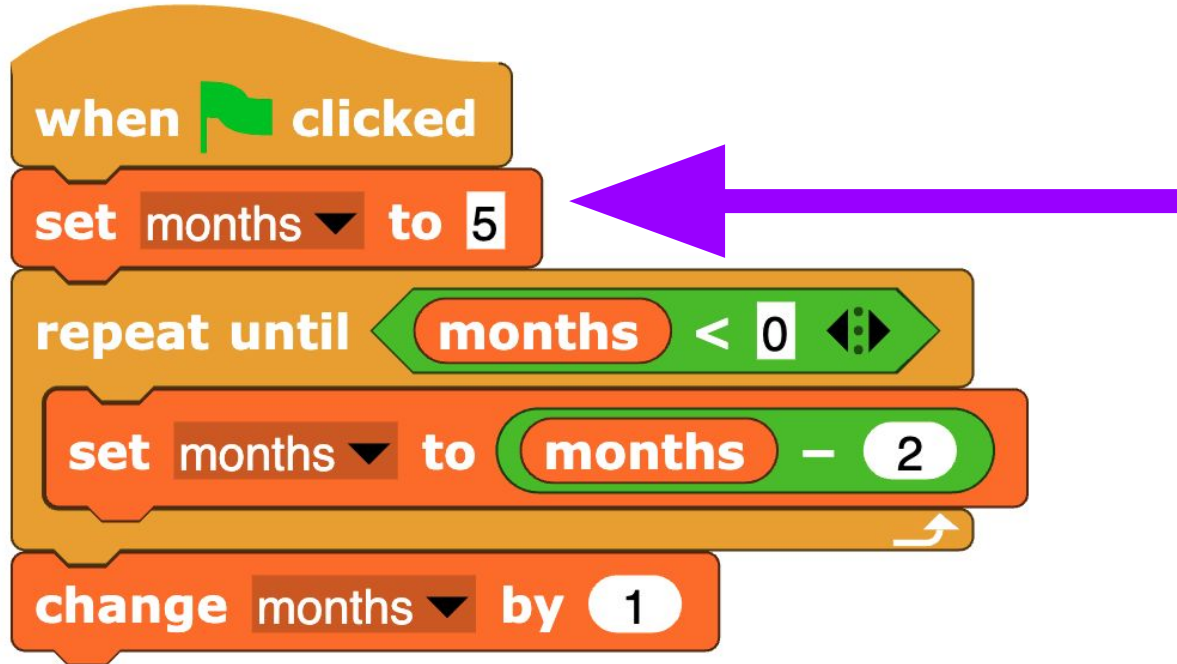 when clicked
set months to 5
repeat until months < 0
set months to months - 2
change months by 1